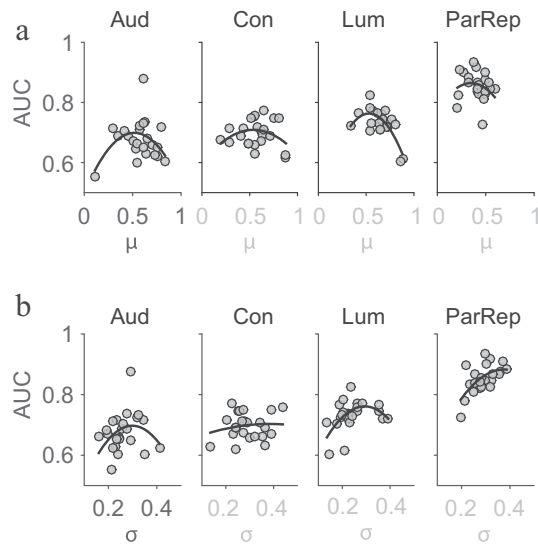 a
Aud Con Lum ParRep
AUC
1
0.8
0.6
0 0.5 1 0 0.5 1 0 0.5 1 0 0.5 1
μ μ μ μ
b
Aud Con Lum ParRep
AUC
1
0.8
0.6
0.2 0.4 0.2 0.4 0.2 0.4 0.2 0.4
σ σ σ σ